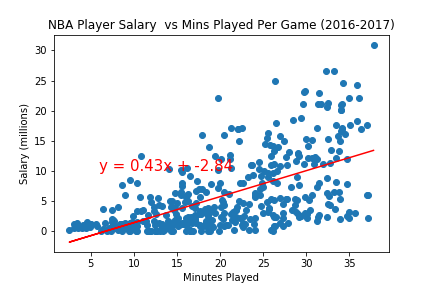 NBA Player Salary  vs Mins Played Per Game (2016-2017)
Salary (millions)
30
25
20
15
10
5
0
y = 0.43x + -2.84
5 10 15 20 25 30 35
Minutes Played